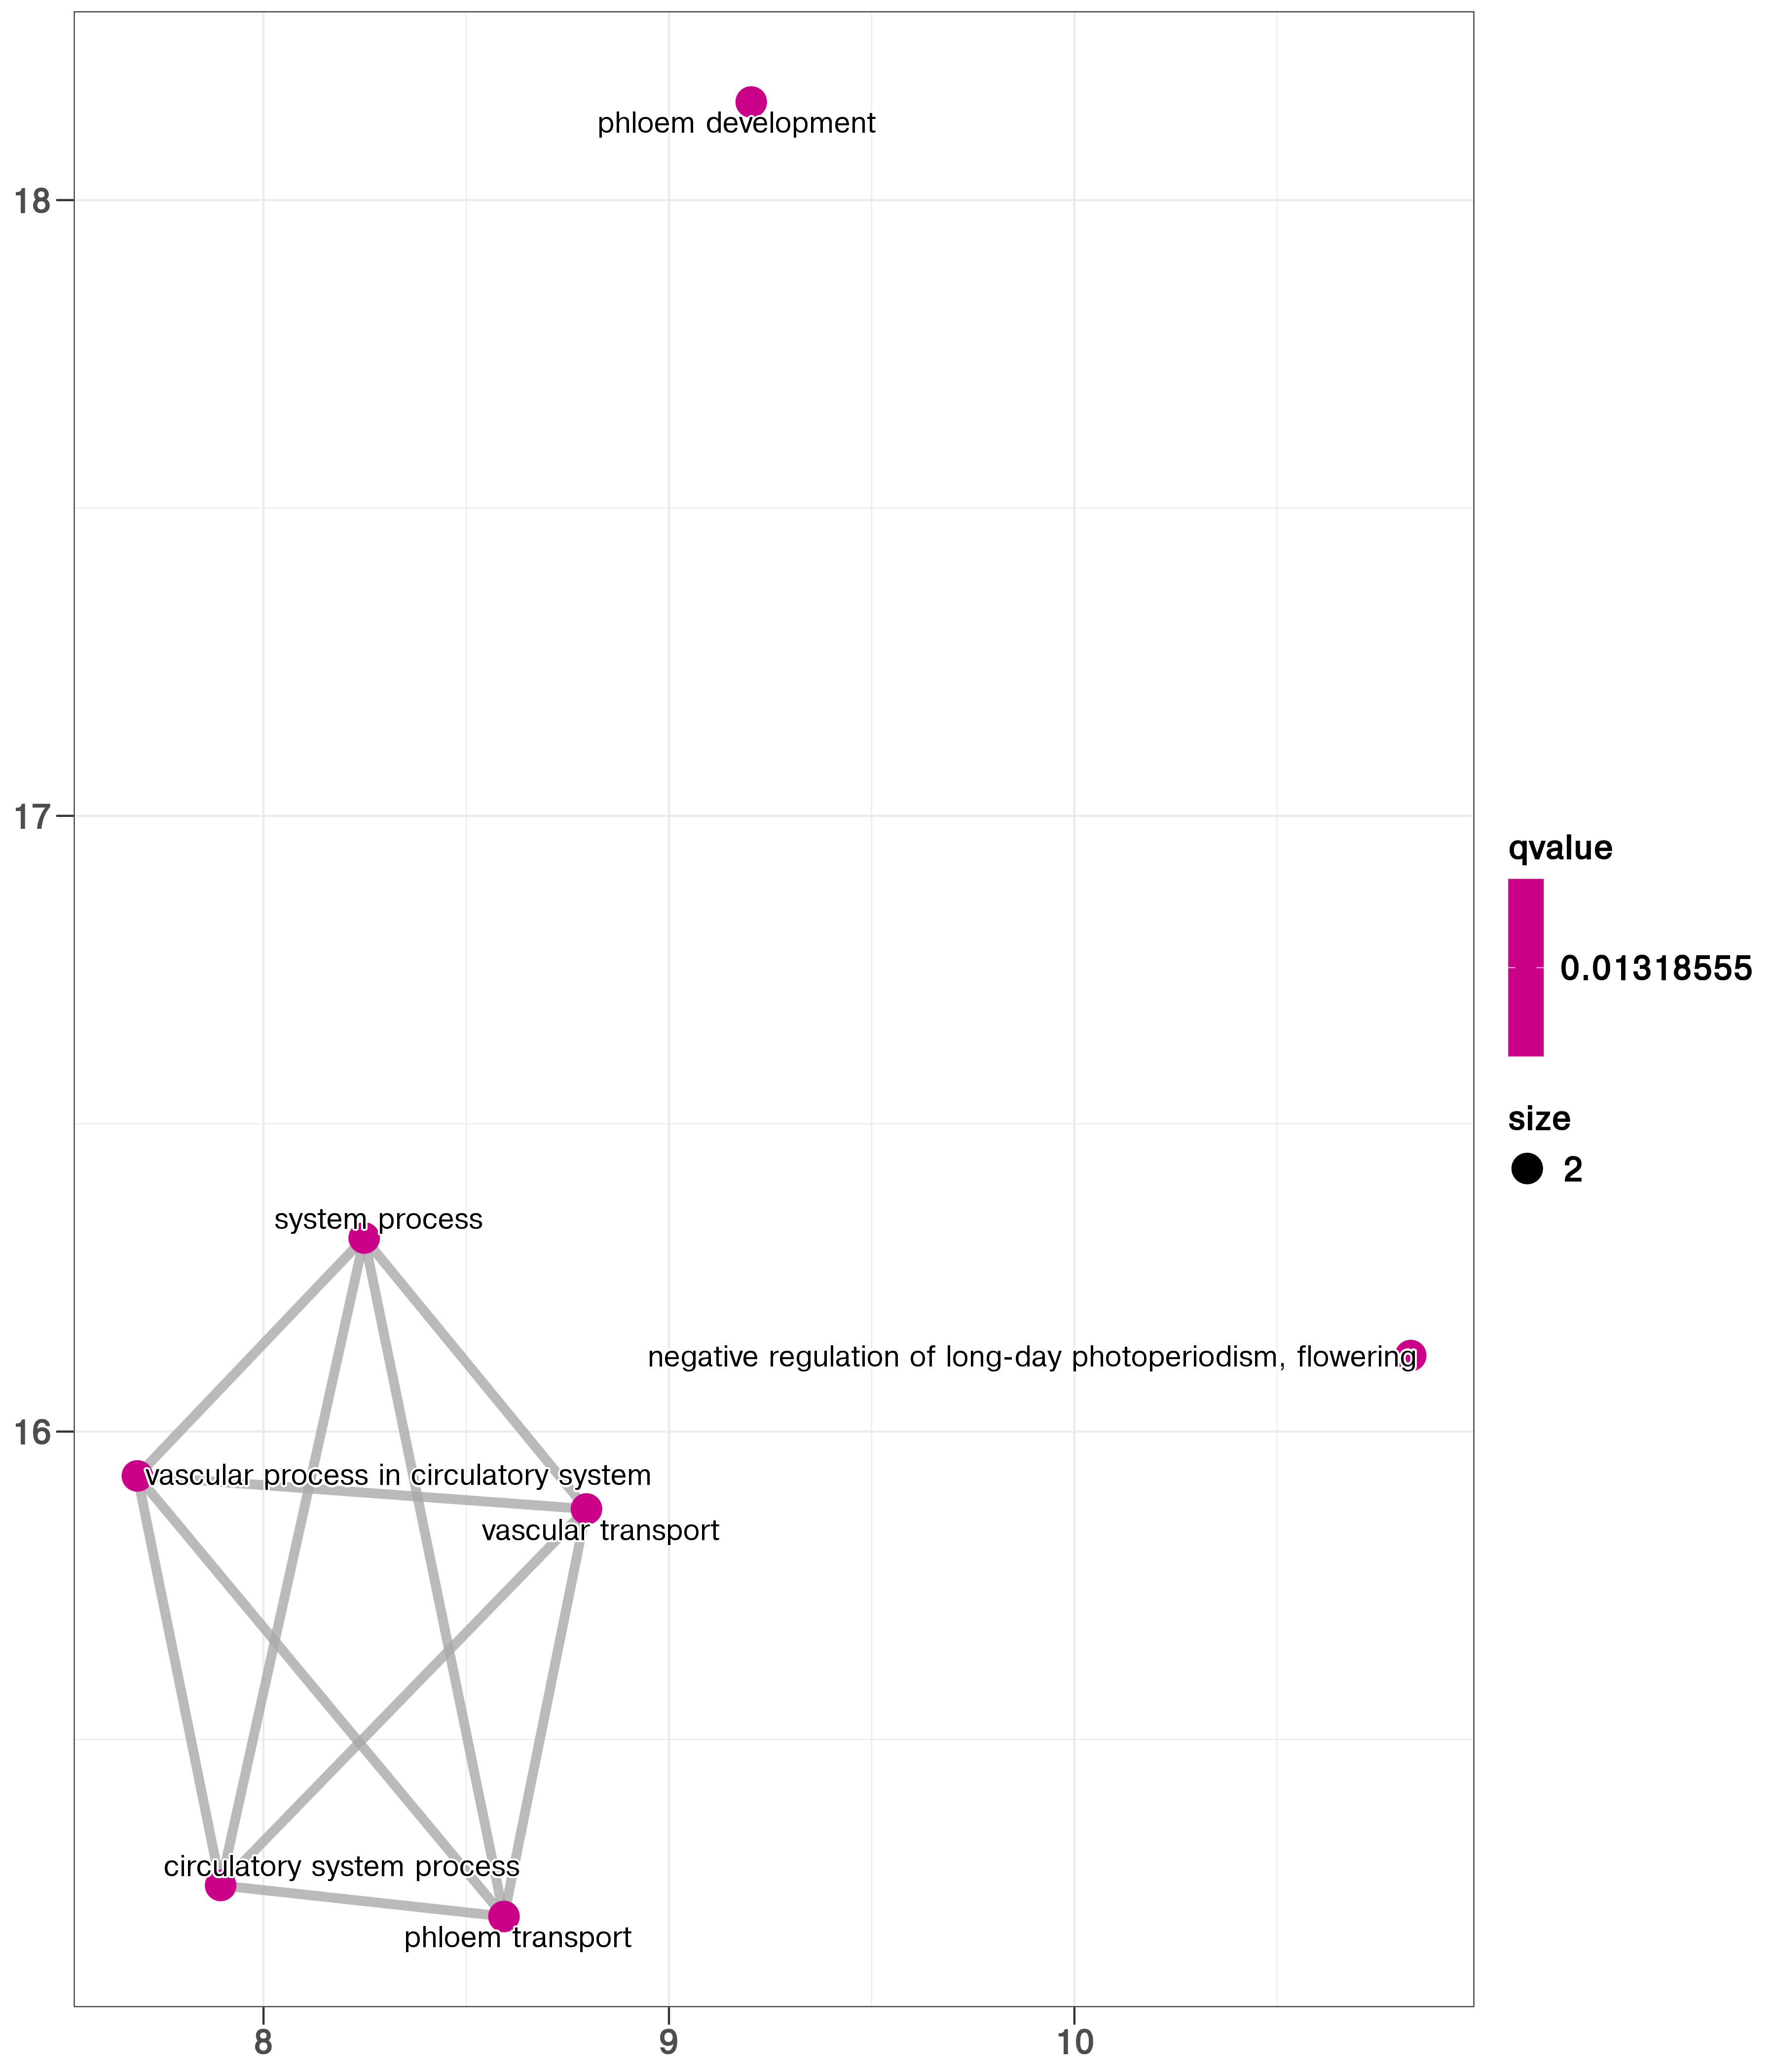 phloem development
18
17
qvalue
0.01318555
size
2
system process
negative regulation of long-day photoperiodism, flowering
16
vascular process in circulatory system
vascular transport
circulatory system process
phloem transport
8
9
10